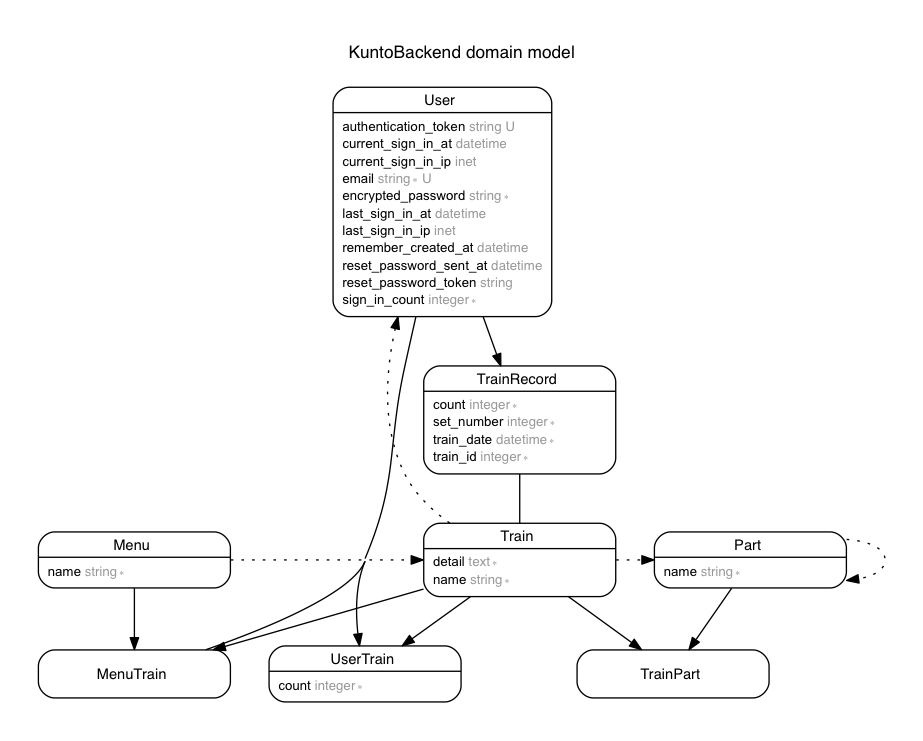 KuntoBackend domain model
User
authentication_token string U
current_sign_in_at datetime
current_sign_in_ip inet
email string∗ U
encrypted_password string ∗
last_sign_in_at datetime
last_sign_in_ip inet
remember_created_at datetime
reset_password_sent_at datetime
reset_password_token string
sign_in_count integer ∗
TrainRecord
count integer ∗
set_number integer ∗
train_date datetime ∗
train_id integer ∗
Menu
name string ∗
Train
detail text ∗
name string ∗
Part
name string ∗
MenuTrain
UserTrain
count integer ∗
TrainPart